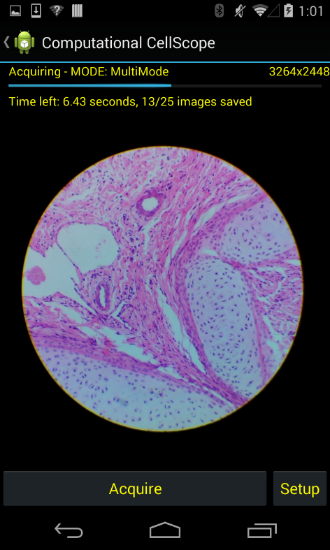 1:01
Computational CellScope
Acquiring - MODE: MultiMode 3264x2448
Time left: 6.43 seconds, 13/25 images saved
Acquire Setup